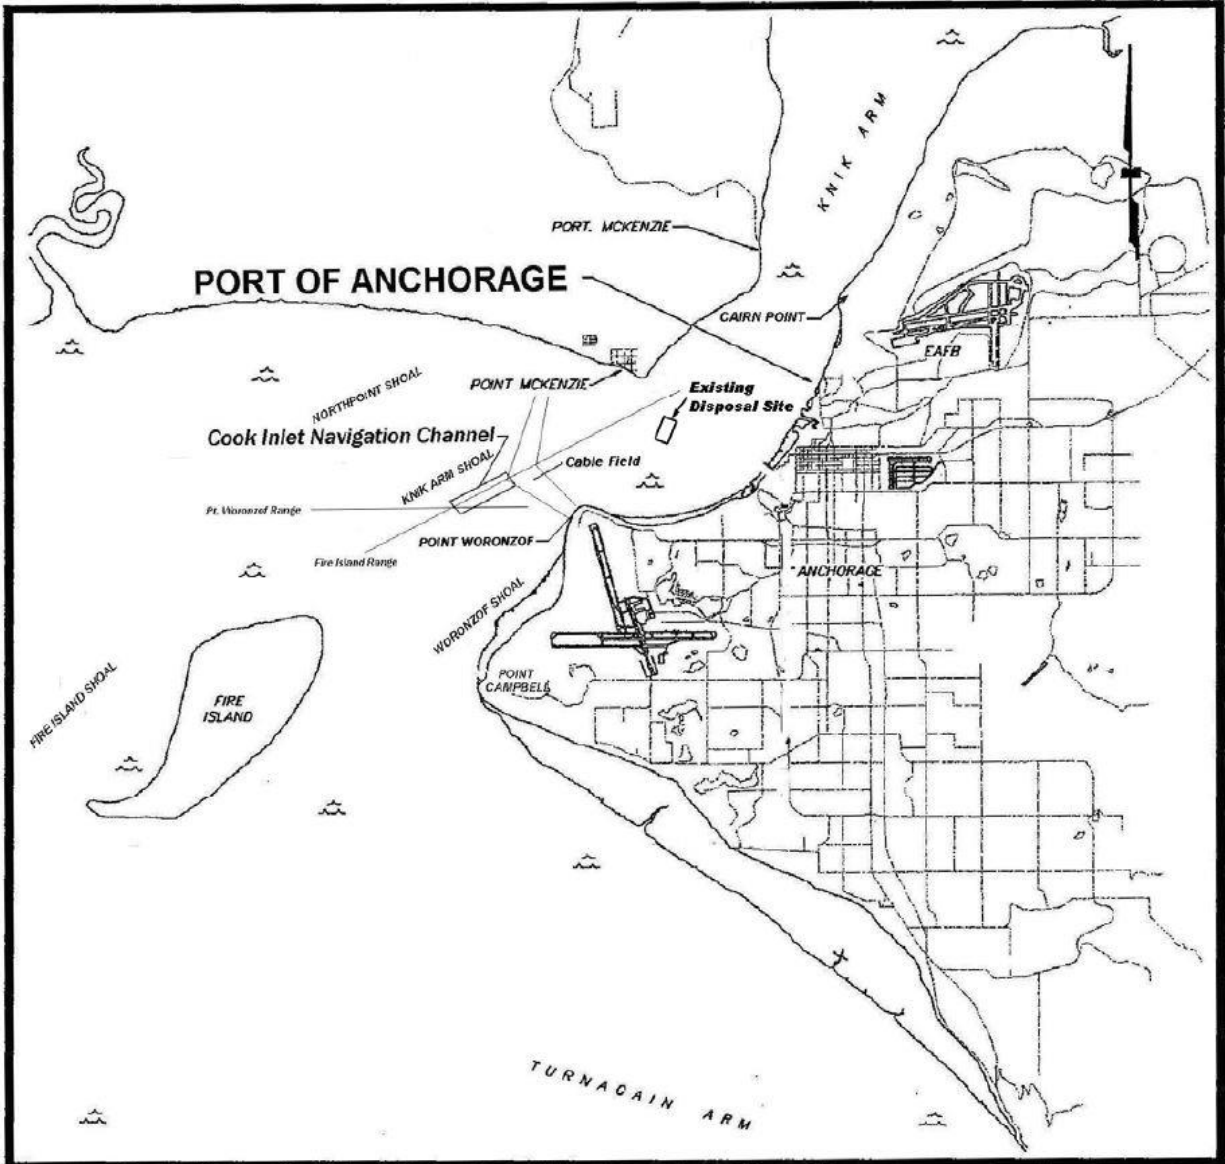 KNIK ARM
PORT. MCKENZIE
PORT OF ANCHORAGE
CAIRN POINT
EAFB
POINT MCKENZIE
Existing
Disposal Site
NORTHPOINT SHOAL
Cook Inlet Navigation Channel
KNIK ARM SHOAL
Cable Field
Pt. Woronzof Range
POINT WORONZOF
Fire Island Range
ANCHORAGE
WORONZOF SHOAL
POINT
CAMPBELL
FIRE ISLAND SHOAL
FIRE
ISLAND
TURNAGAIN ARM